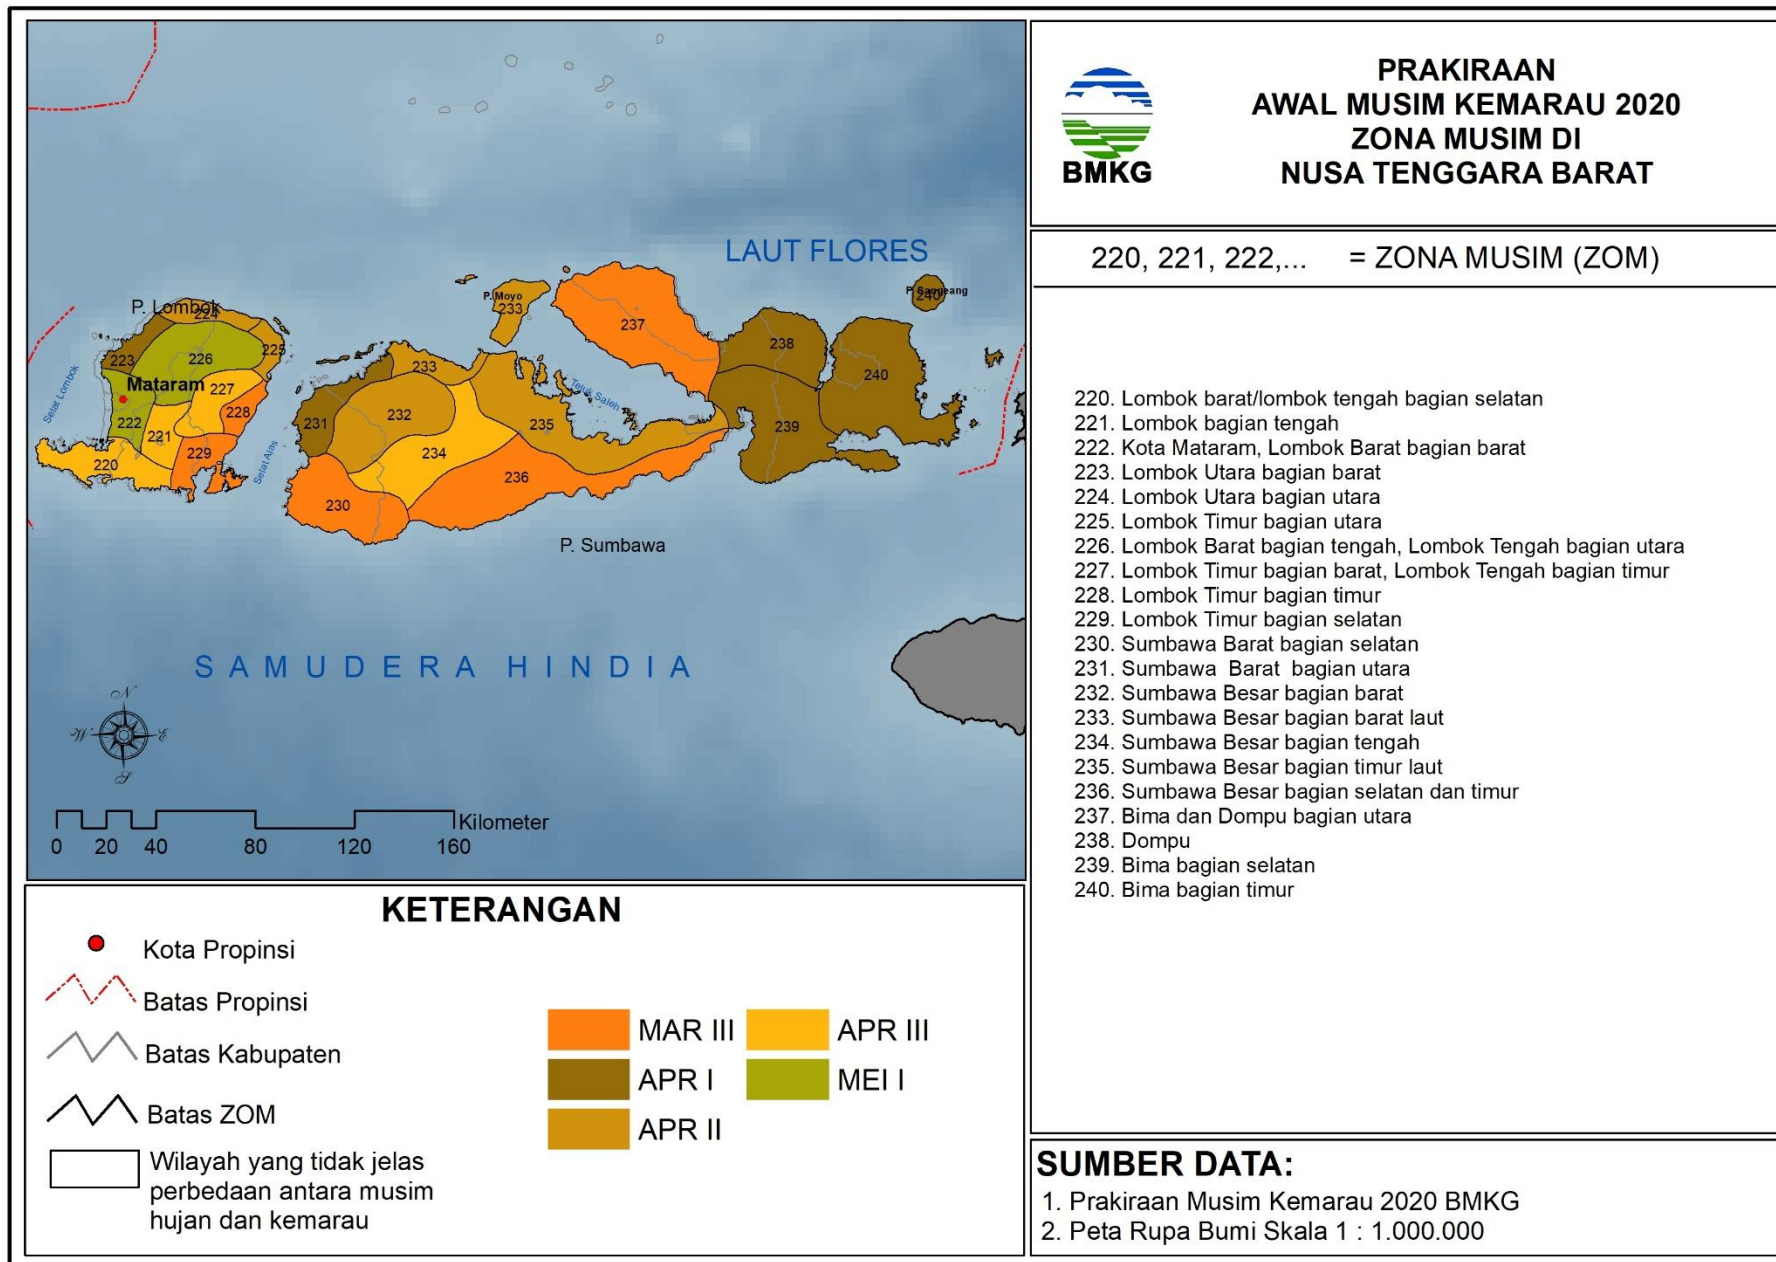 PRAKIRAAN
AWAL MUSIM KEMARAU 2020
ZONA MUSIM DI
NUSA TENGGARA BARAT
BMKG
220, 221, 222,... = ZONA MUSIM (ZOM)
220. Lombok barat/lombok tengah bagian selatan
221. Lombok bagian tengah
222. Kota Mataram, Lombok Barat bagian barat
223. Lombok Utara bagian barat
224. Lombok Utara bagian utara
225. Lombok Timur bagian utara
226. Lombok Barat bagian tengah, Lombok Tengah bagian utara
227. Lombok Timur bagian barat, Lombok Tengah bagian timur
228. Lombok Timur bagian timur
229. Lombok Timur bagian selatan
230. Sumbawa Barat bagian selatan
231. Sumbawa Barat bagian utara
232. Sumbawa Besar bagian barat
233. Sumbawa Besar bagian barat laut
234. Sumbawa Besar bagian tengah
235. Sumbawa Besar bagian timur laut
236. Sumbawa Besar bagian selatan dan timur
237. Bima dan Dompu bagian utara
238. Dompu
239. Bima bagian selatan
240. Bima bagian timur
SUMBER DATA:
1. Prakiraan Musim Kemarau 2020 BMKG
2. Peta Rupa Bumi Skala 1 : 1.000.000
LAUT FLORES
P. Sangeang
240
P. Moyo
233
P. Lombok
224
237
238
225
223
226
240
233
Mataram
227
Teluk Saleh
Selat Lombok
228
232
231
235
239
222
221
229
234
Selat Alas
220
236
230
P. Sumbawa
SAMUDERA HINDIA
N
W
E
S
Kilometer
0 20 40 80 120 160
KETERANGAN
Kota Propinsi
Batas Propinsi
Batas Kabupaten
Batas ZOM
Wilayah yang tidak jelas
perbedaan antara musim
hujan dan kemarau
MAR III
APR I
APR II
APR III
MEI I